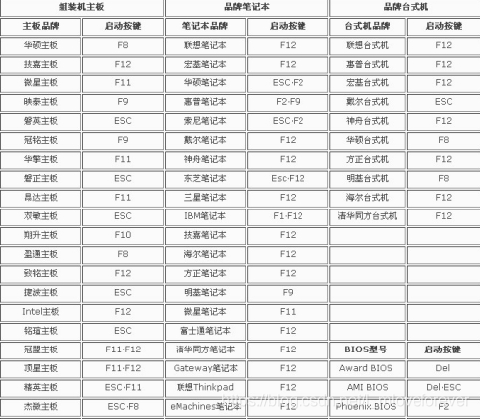 组装机主板 品牌笔记本 品牌台式机
主板品牌 启动按键 笔记本品牌 启动按键 台式机品牌 启动按键
华硕主板 F8 联想笔记本 F12 联想台式机 F12
技嘉主板 F12 宏基笔记本 F12 惠普台式机 F12
微星主板 F11 华硕笔记本 ESC·F2 宏基台式机 F12
映泰主板 F9 惠普笔记本 F2·F9 戴尔台式机 ESC
磐英主板 ESC 索尼笔记本 ESC·F2 神舟台式机 F12
冠铭主板 F9 戴尔笔记本 F12 华硕台式机 F8
华擎主板 F11 神舟笔记本 F12 方正台式机 F12
磐正主板 ESC 东芝笔记本 Esc·F12 明基台式机 F8
昂达主板 F11 三星笔记本 F12 海尔台式机 F12
双敏主板 ESC IBM笔记本 F1·F12 清华同方台式机 F12
翔升主板 F10 技嘉笔记本 F12
盈通主板 F8 海尔笔记本 F12
致铭主板 F12 方正笔记本 F12
捷波主板 ESC 明基笔记本 F9
Intel主板 F12 微星笔记本 F11
铭瑄主板 ESC 富士通笔记本 F12
冠盟主板 F11·F12 清华同方笔记本 F12 BIOS型号 启动按键
顶星主板 F11·F12 Gateway笔记本 F12 Award BIOS Del
精英主板 ESC·F11 联想Thinkpad F12 AMI BIOS Del·ESC
杰微主板 ESC·F8 eMachines笔记本 F12 Phoenix BIOS F2